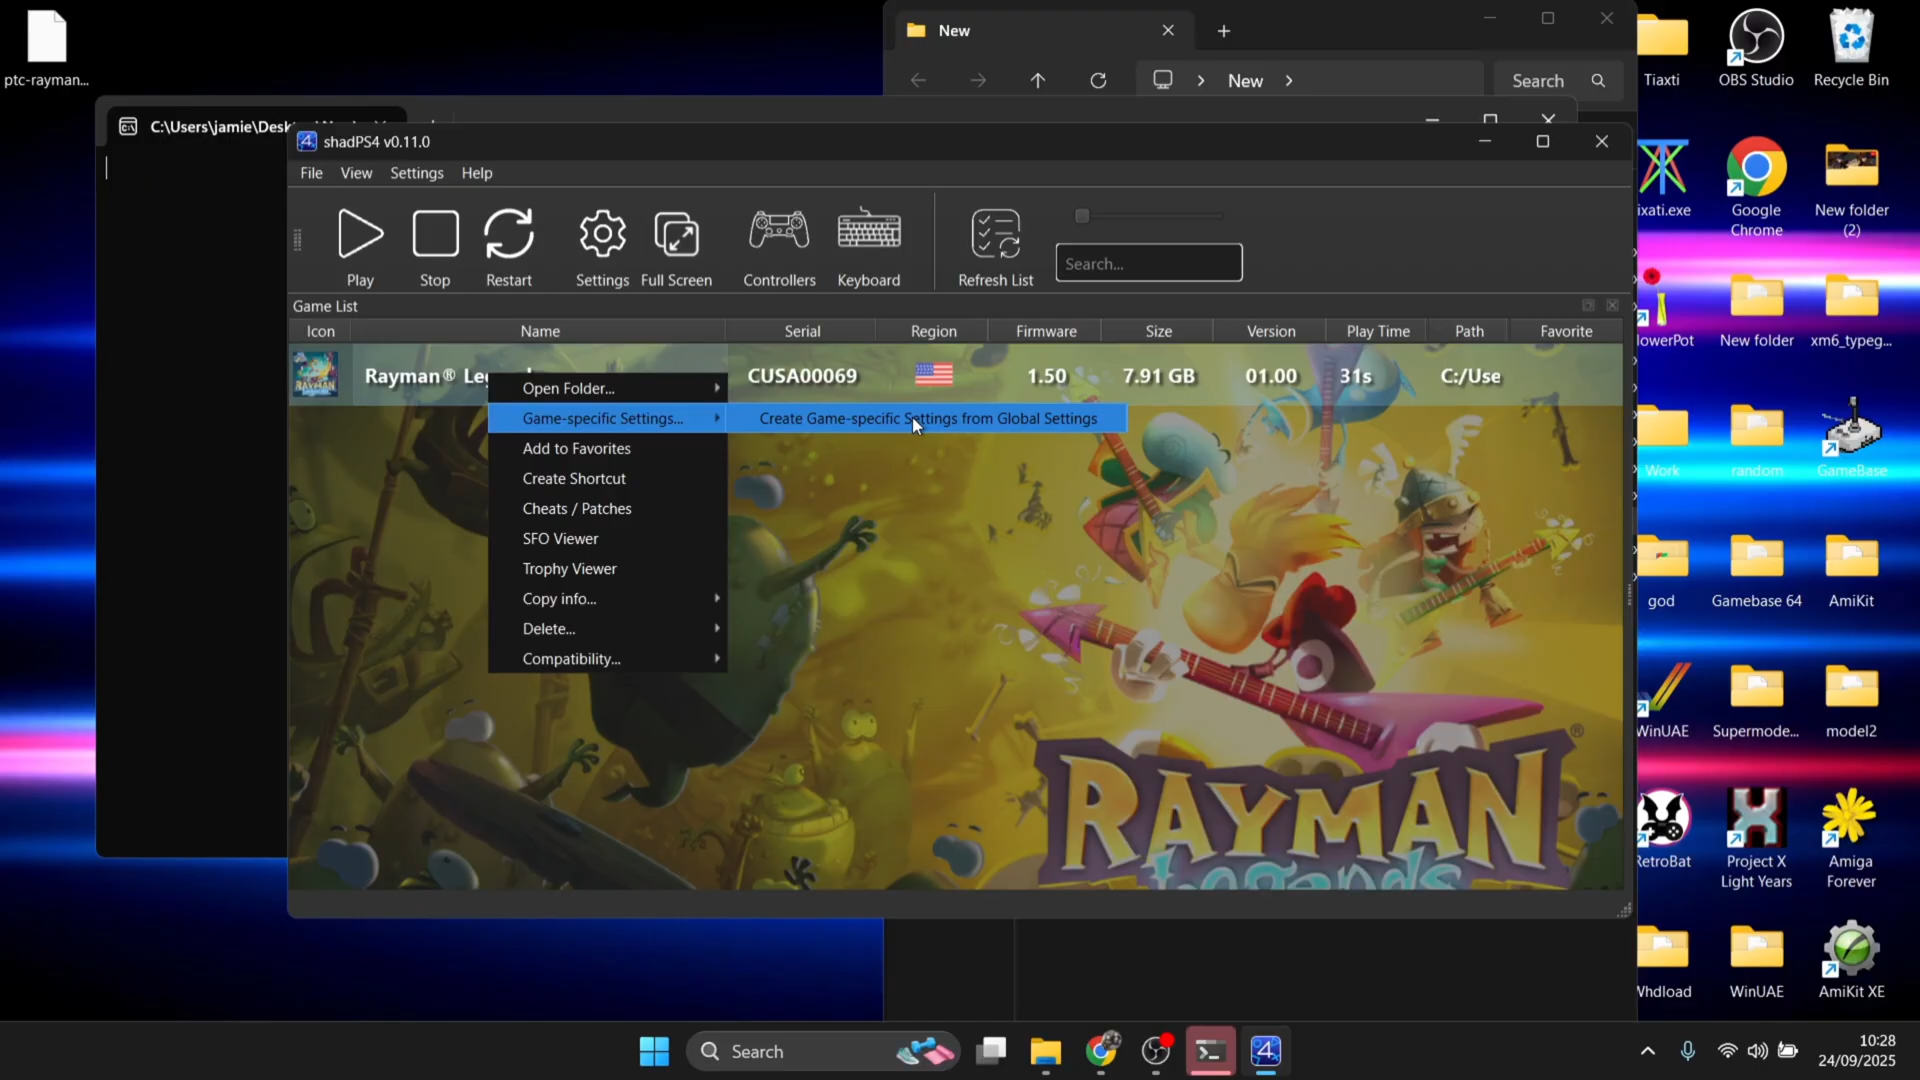 ptc-rayman...
New
New
Search
Tiaxti
OBS Studio
Recycle Bin
C:\Users\jamie\Desk
shadPS4 v0.11.0
File View Settings Help
Play
Stop
Restart
Settings
Full Screen
Controllers
Keyboard
Refresh List
Search...
Game List
Icon Name Serial Region Firmware Size Version Play Time Path Favorite
Rayman® Leg CUSA00069 1.50 7.91 GB 01.00 31s C:/Use
Open Folder...
Game-specific Settings...
Create Game-specific Settings from Global Settings
Add to Favorites
Create Shortcut
Cheats / Patches
SFO Viewer
Trophy Viewer
Copy info...
Delete...
Compatibility...
RAYMAN
Legends
ixati.exe
Google
Chrome
New folder
(2)
lowerPot
New folder
xm6_typeg...
Work
random
GameBase
god
Gamebase 64
AmiKit
WinUAE
Supermode...
model2
RetroBat
Project X
Light Years
Amiga
Forever
Whdload
WinUAE
AmiKit XE
Search
10:28
24/09/2025